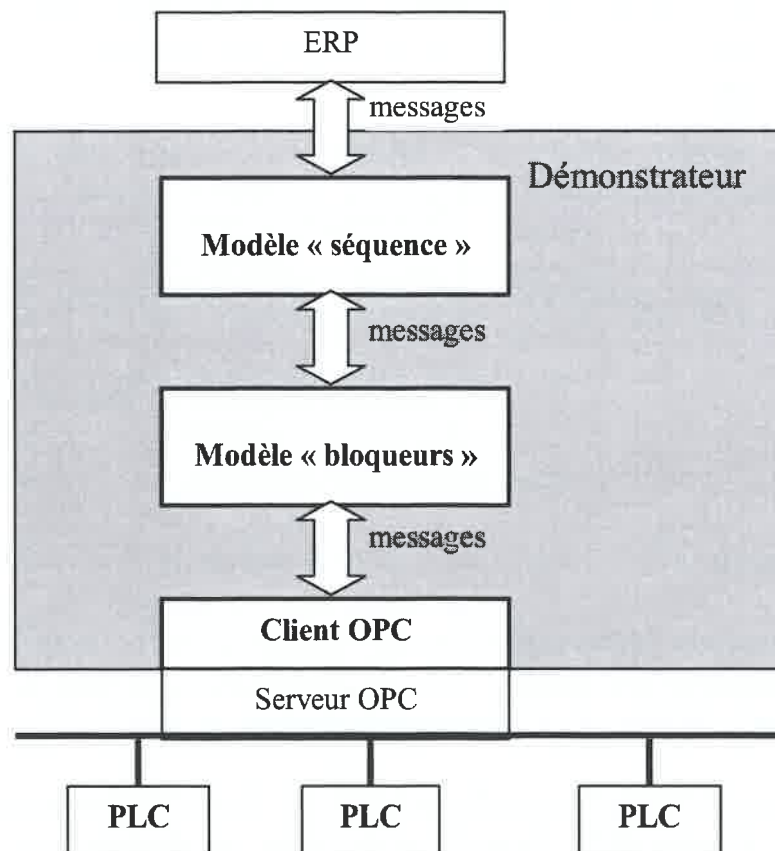 ERP
messages
Démonstrateur
Modèle « séquence »
messages
Modèle « bloqueurs »
messages
Client OPC
Serveur OPC
PLC
PLC
PLC